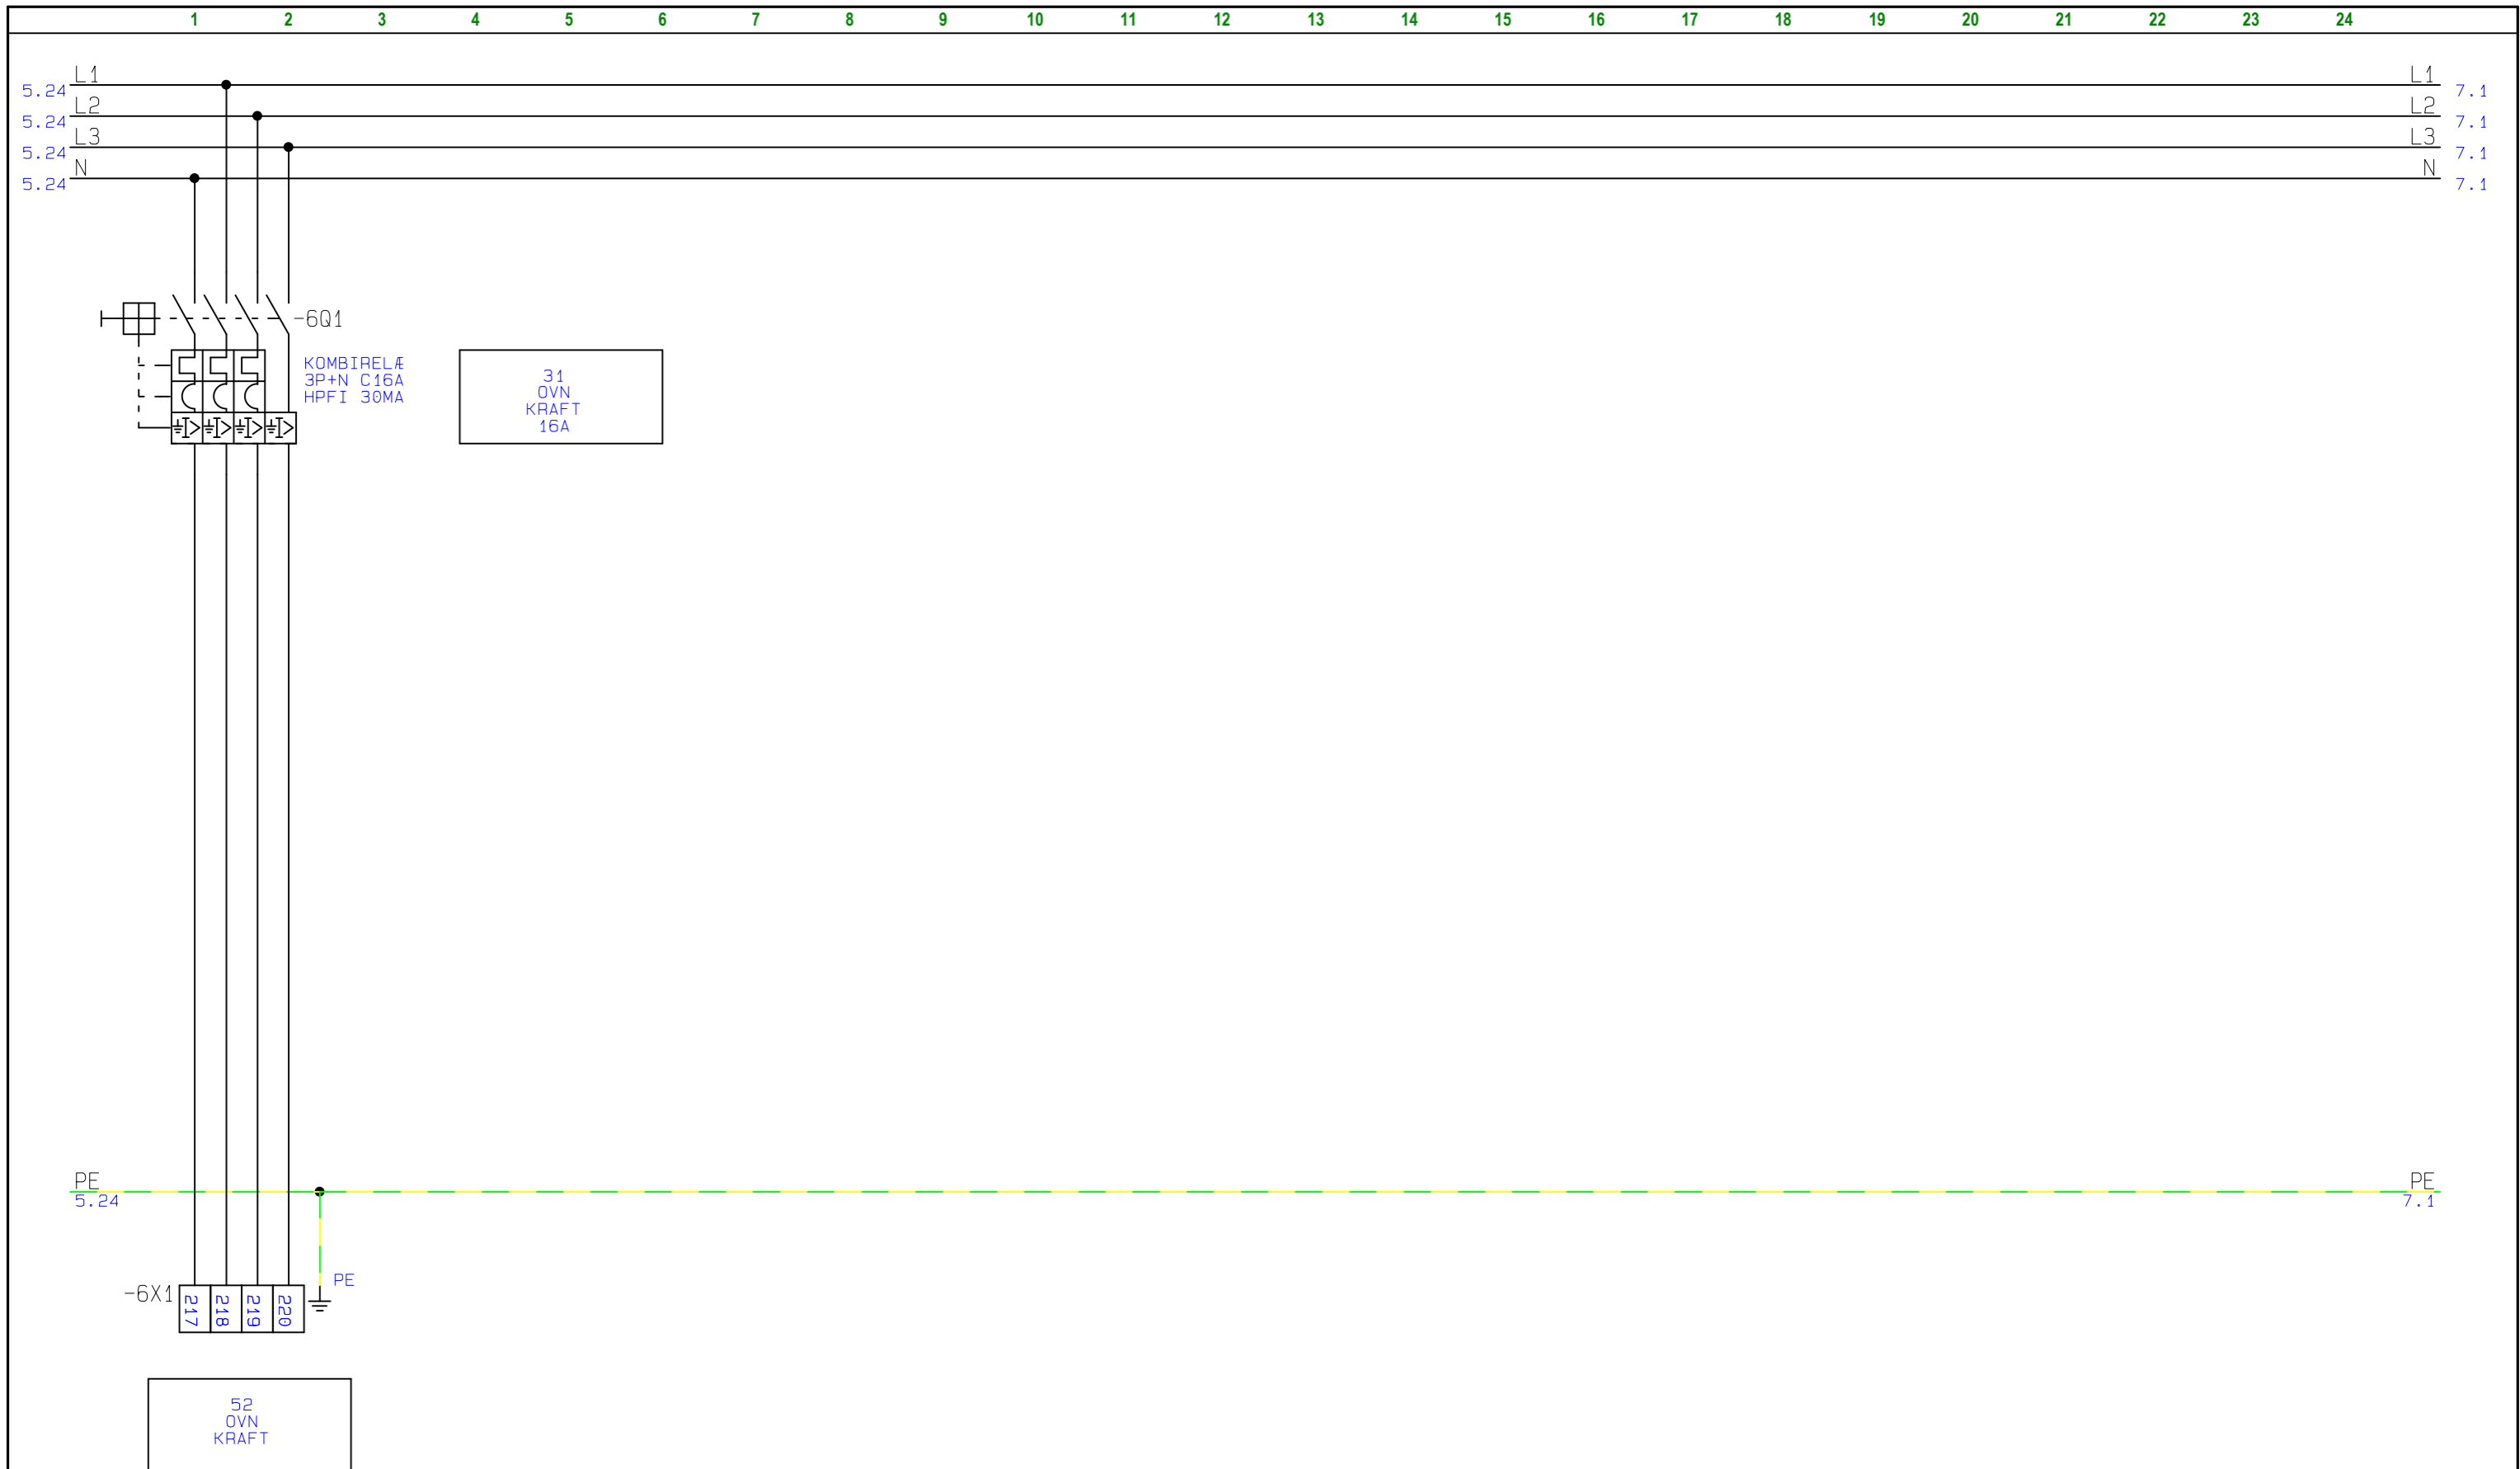 1 2 3 4 5 6 7 8 9 10 11 12 13 14 15 16 17 18 19 20 21 22 23 24
L1 L1
5.24 7.1
L2 L2
5.24 7.1
L3 L3
5.24 7.1
N N
5.24 7.1
-6Q1
KOMBIRELÆ
3P+N C16A
HPFI 30MA
31
OVN
KRAFT
16A
PE PE
5.24 7.1
PE
-6X1
217 218 219 220
52
OVN
KRAFT